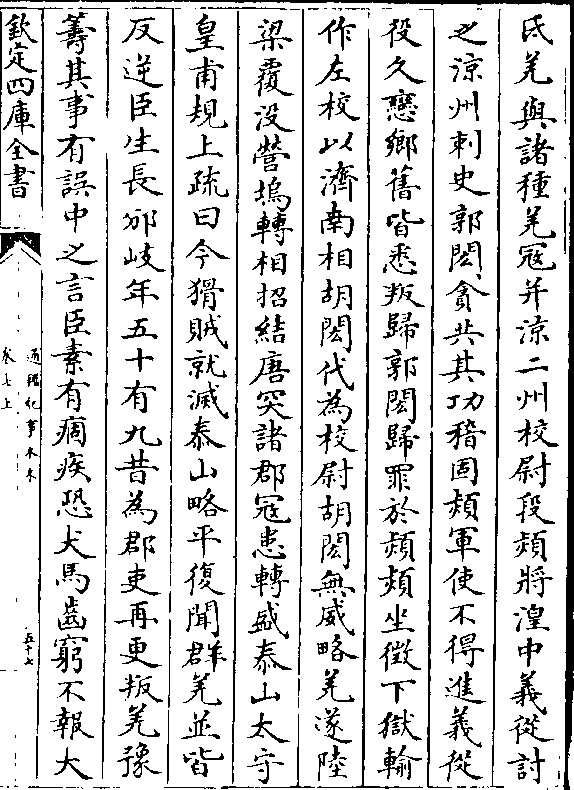 氐羌與諸種羌寇并涼二州校尉段熲將湟中義從討
之涼州刺史郭閎貪共其功稽固熲軍使不得進義從
役久戀鄉舊皆悉叛歸郭閎歸罪於熲熲坐徵下獄輸
作左校以濟南相胡閎代為校尉胡閎無威略羌遂陸
梁覆没營塢轉相招結唐突諸郡寇患轉盛泰山太守
皇甫規上疏曰今猾賊就滅泰山略平復聞群羌並皆
反逆臣生長邠岐年五十有九昔為郡吏再更叛羌豫
籌其事有誤中之言臣素有痼疾恐犬馬齒窮不報大
欽定四庫全書
通鑑紀事本末
卷七上
五十七